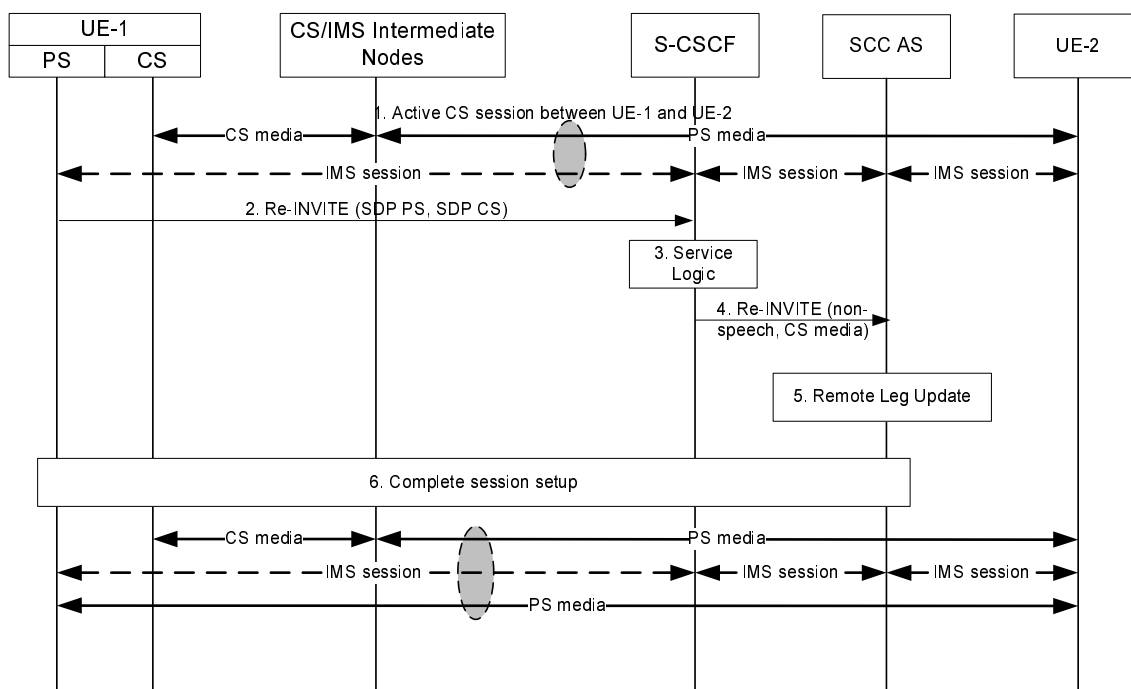 UE-1
PS
CS
CS/IMS Intermediate
Nodes
S-CSCF
SCC AS
UE-2
1. Active CS session between UE-1 and UE-2
CS media
PS media
IMS session
IMS session
IMS session
2. Re-INVITE (SDP PS, SDP CS)
3. Service
Logic
4. Re-INVITE (non-
speech, CS media)
5. Remote Leg Update
6. Complete session setup
CS media
PS media
IMS session
IMS session
IMS session
PS media